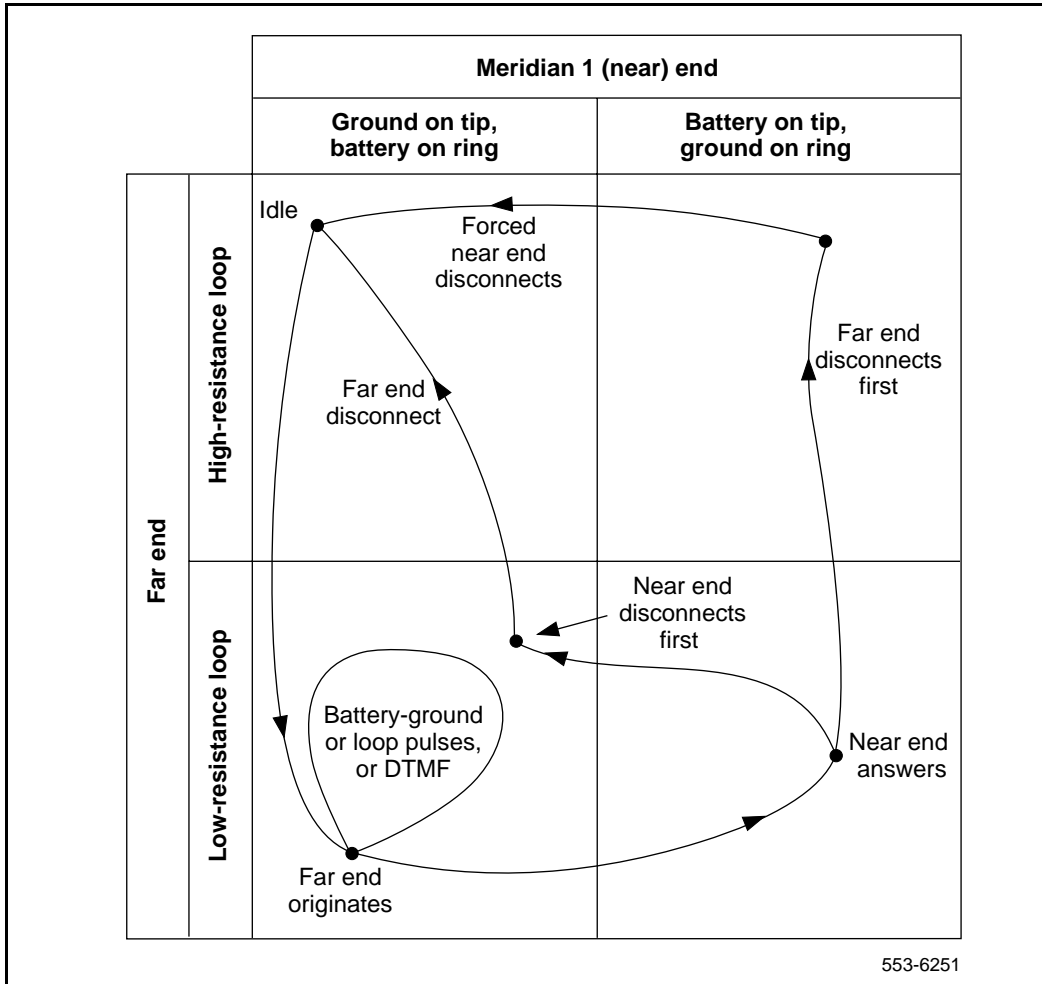 Meridian 1 (near) end
Ground on tip,
battery on ring
Battery on tip,
ground on ring
Far end
High-resistance loop
Low-resistance loop
Idle
Forced
near end
disconnects
Far end
disconnect
Far end
disconnects
first
Near end
disconnects
first
Battery-ground
or loop pulses,
or DTMF
Near end
answers
Far end
originates
553-6251